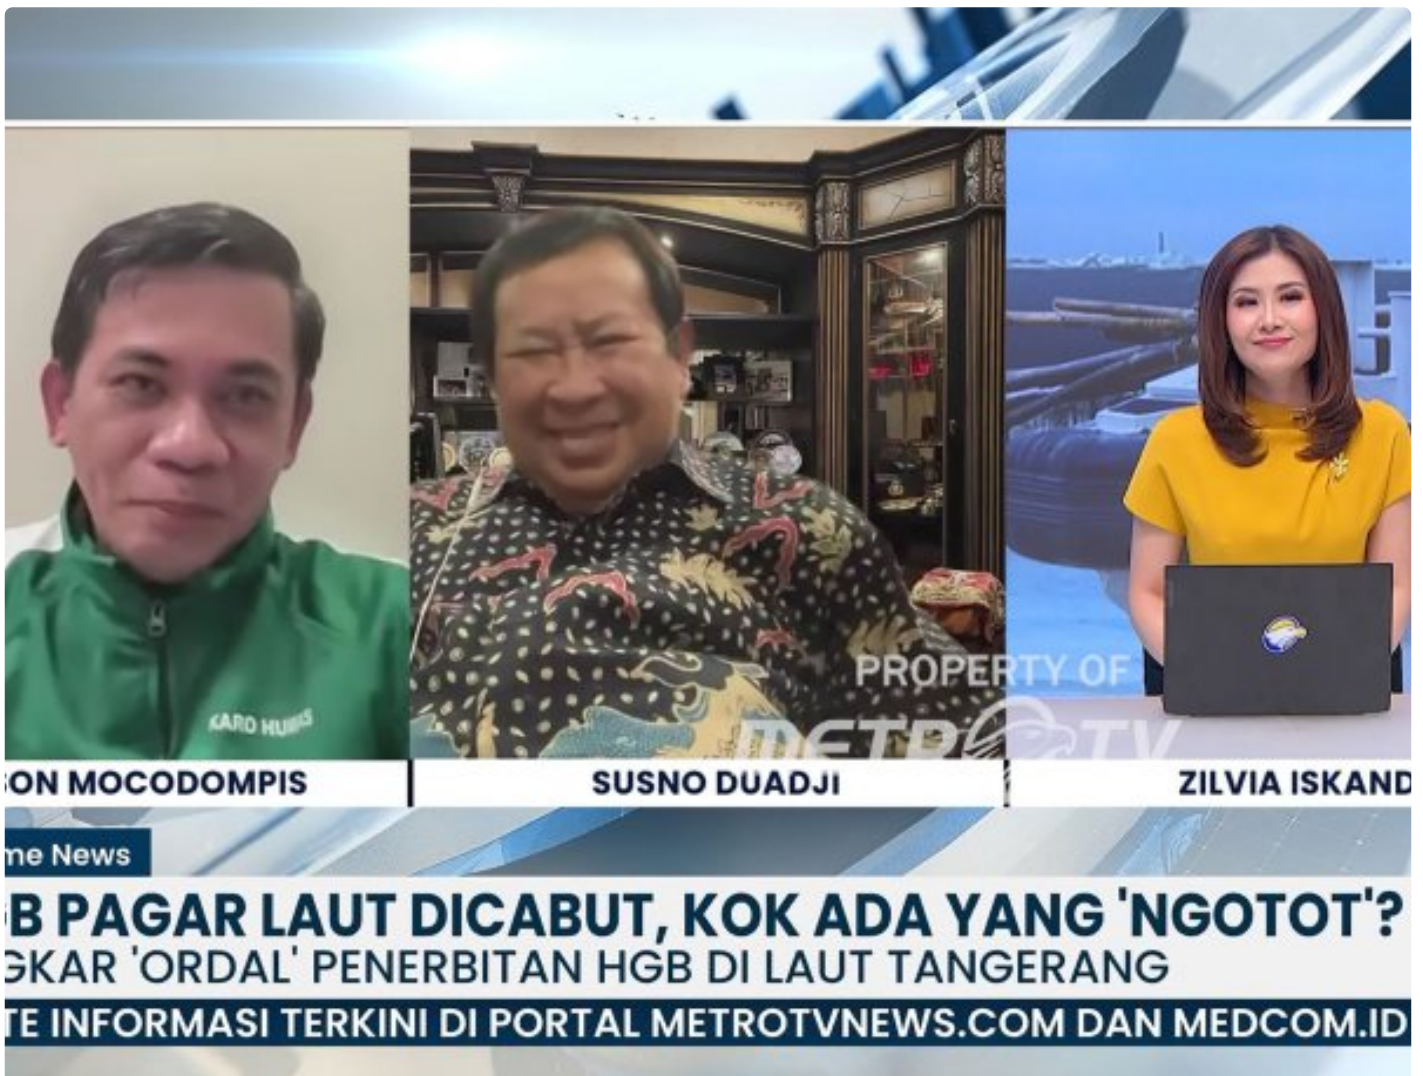 KARO HUMAS
PROPERTY OF
METRO TV
SON MOCODOMPIS
SUSNO DUADJI
ZILVIA ISKAND
me News
GB PAGAR LAUT DICABUT, KOK ADA YANG 'NGOTOT'?
GKAR 'ORDAL' PENERBITAN HGB DI LAUT TANGERANG
TE INFORMASI TERKINI DI PORTAL METROTVNEWS.COM DAN MEDCOM.ID